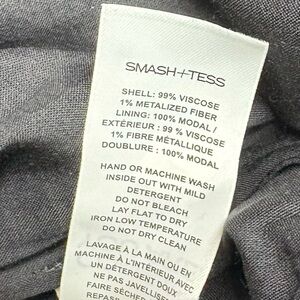 SMASH+TESS
SHELL: 99% VISCOSE
1% METALIZED FIBER
LINING: 100% MODAL /
EXTÉRIEUR : 99 % VISCOSE
1% FIBRE MÉTALLIQUE
DOUBLURE : 100% MODAL
HAND OR MACHINE WASH
INSIDE OUT WITH MILD
DETERGENT
DO NOT BLEACH
LAY FLAT TO DRY
IRON LOW TEMPERATURE
DO NOT DRY CLEAN
LAVAGE À LA MAIN OU EN
MACHINE À L'INTÉRIEUR AVEC
UN DÉTERGENT DOUX
NE PAS JAVELLISER
FAIRE SÉCHER
REPASS